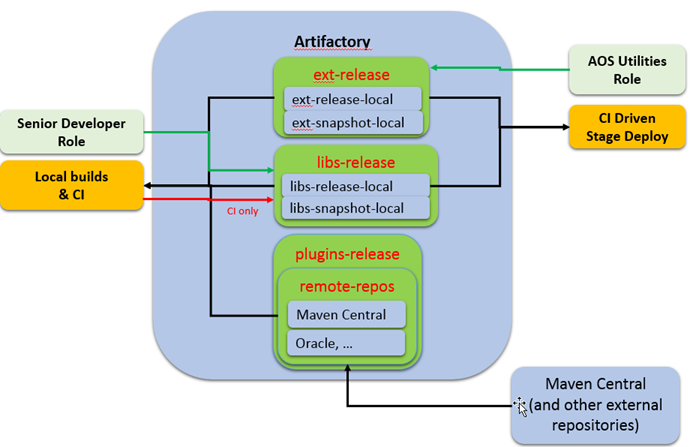 Artifactory
ext-release
ext-release-local
ext-snapshot-local
AOS Utilities
Role
CI Driven
Stage Deploy
Senior Developer
Role
Local builds
& CI
CI only
libs-release
libs-release-local
libs-snapshot-local
plugins-release
remote-repos
Maven Central
Oracle, ...
Maven Central
(and other external
repositories)